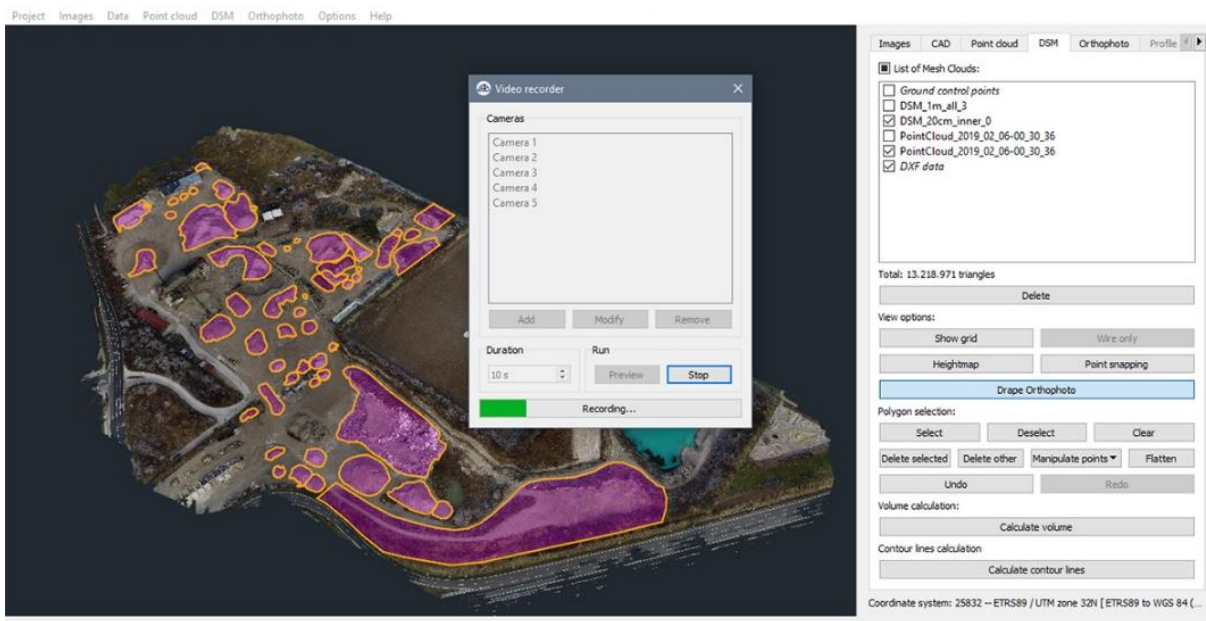 Project Images Data Point cloud DSM Orthophoto Options Help
Video recorder
Cameras
Camera 1
Camera 2
Camera 3
Camera 4
Camera 5
Add Modify Remove
Duration Run
10 s Preview Stop
Recording...
Images CAD Point cloud DSM Orthophoto Profile
List of Mesh Clouds:
Ground control points
DSM_1m_all_3
DSM_20cm_inner_0
PointCloud_2019_02_06-00_30_36
PointCloud_2019_02_06-00_30_36
DXF data
Total: 13.218.971 triangles
Delete
View options:
Show grid Wire only
Heightmap Point snapping
Drape Orthophoto
Polygon selection:
Select Deselect Clear
Delete selected Delete other Manipulate points Flatten
Undo Redo
Volume calculation:
Calculate volume
Contour lines calculation
Calculate contour lines
Coordinate system: 25832 -- ETRS89 / UTM zone 32N [ ETRS89 to WGS 84 (...